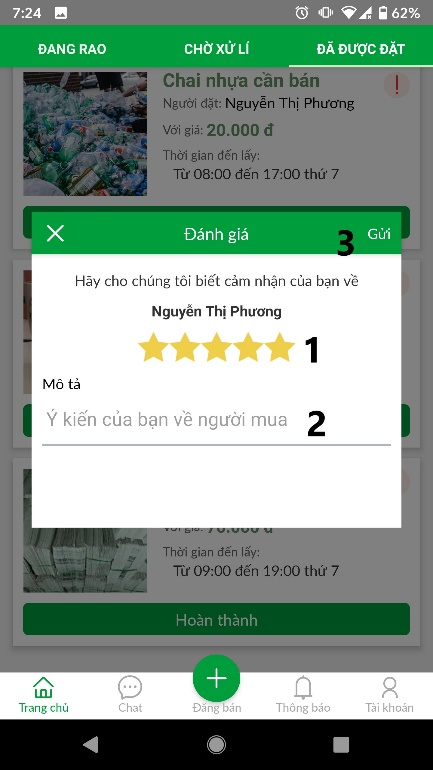 7:24
62%
ĐANG RAO
CHỜ XỬ LÍ
ĐÃ ĐƯỢC ĐẶT
Chai nhựa cần bán
Người đặt: Nguyễn Thị Phương
Với giá: 20.000 đ
Thời gian đến lấy:
Từ 08:00 đến 17:00 thứ 7
Đánh giá
3
Gửi
Hãy cho chúng tôi biết cảm nhận của bạn về
Nguyễn Thị Phương
1
Mô tả
Ý kiến của bạn về người mua
2
Với giá: 70.000 đ
Thời gian đến lấy:
Từ 09:00 đến 19:00 thứ 7
Hoàn thành
Trang chủ
Chat
Đăng bán
Thông báo
Tài khoản